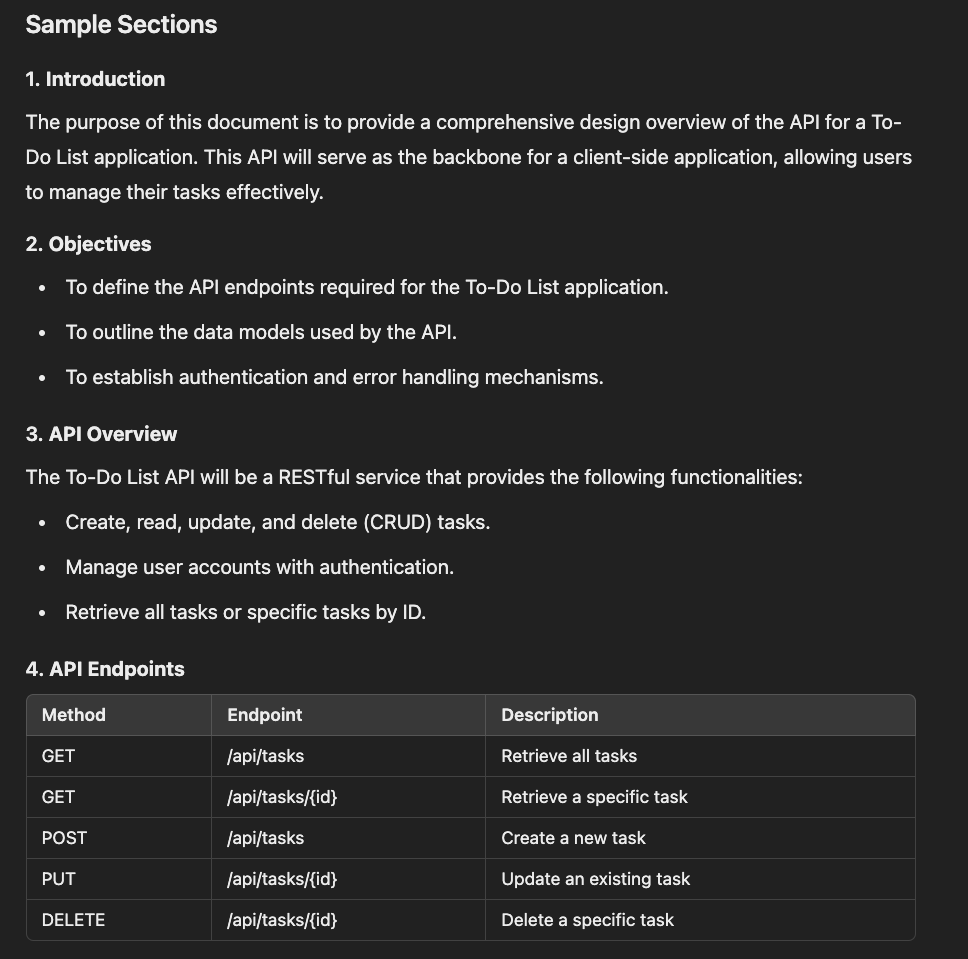 Sample Sections
1. Introduction
The purpose of this document is to provide a comprehensive design overview of the API for a To-
Do List application. This API will serve as the backbone for a client-side application, allowing users
to manage their tasks effectively.
2. Objectives
• To define the API endpoints required for the To-Do List application.
• To outline the data models used by the API.
• To establish authentication and error handling mechanisms.
3. API Overview
The To-Do List API will be a RESTful service that provides the following functionalities:
• Create, read, update, and delete (CRUD) tasks.
• Manage user accounts with authentication.
• Retrieve all tasks or specific tasks by ID.
4. API Endpoints
Method Endpoint Description
GET /api/tasks Retrieve all tasks
GET /api/tasks/{id} Retrieve a specific task
POST /api/tasks Create a new task
PUT /api/tasks/{id} Update an existing task
DELETE /api/tasks/{id} Delete a specific task